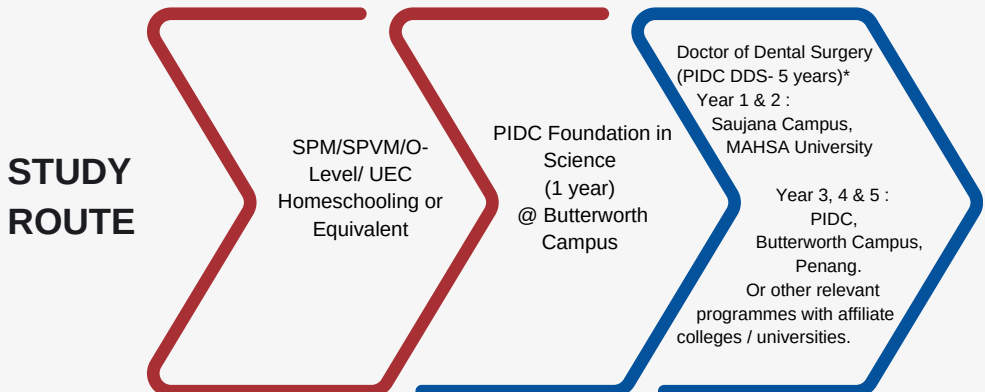 STUDY
ROUTE
SPM/SPVM/O-
Level/ UEC
Homeschooling or
Equivalent
PIDC Foundation in
Science
(1 year)
@ Butterworth
Campus
Doctor of Dental Surgery
(PIDC DDS- 5 years)*
Year 1 & 2 :
Saujana Campus,
MAHSA University
Year 3, 4 & 5 :
PIDC,
Butterworth Campus,
Penang.
Or other relevant
programmes with affiliate
colleges / universities.